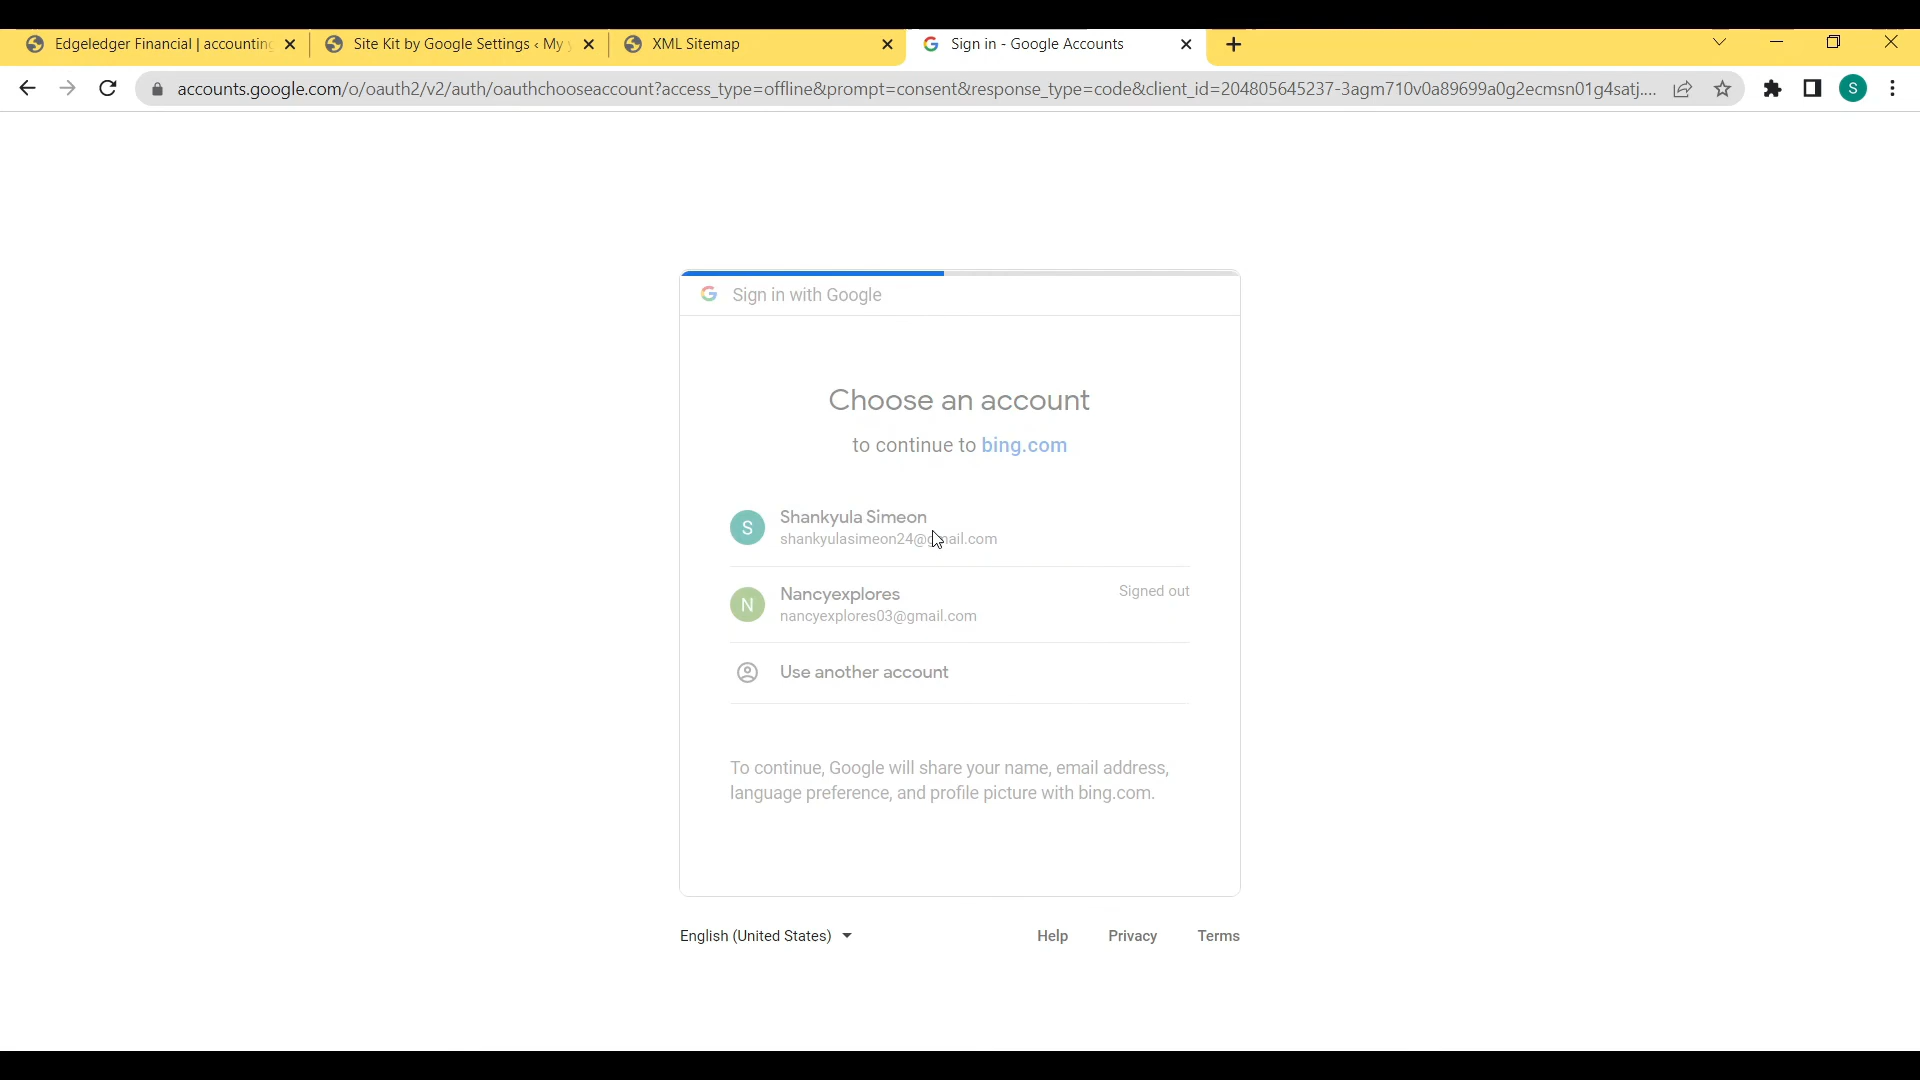 Edgeledger Financial | accounting
Site Kit by Google Settings ‹ My y
XML Sitemap
Sign in - Google Accounts
accounts.google.com/o/oauth2/v2/auth/oauthchooseaccount?access_type=offline&prompt=consent&response_type=code&client_id=204805645237-3agm710v0a89699a0g2ecmsn01g4satj....
S
Sign in with Google
Choose an account
to continue to bing.com
S
Shankyula Simeon
shankyulasimeon24@gmail.com
N
Nancyexplores
Signed out
nancyexplores03@gmail.com
Use another account
To continue, Google will share your name, email address,
language preference, and profile picture with bing.com.
English (United States)
Help
Privacy
Terms